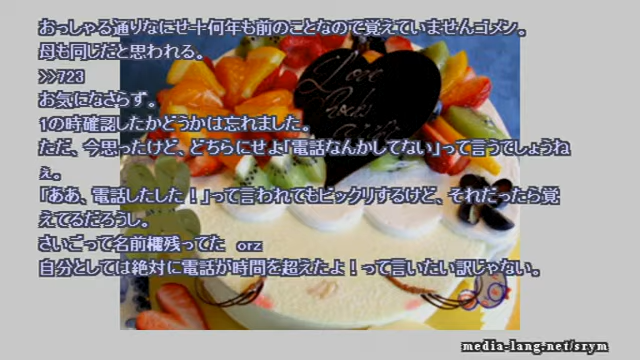 おっしゃる通りなにせ十何年も前のことなので覚えていませんゴメン。
母も同じだと思われる。
>>723
お気になさらず。
1の時確認したかどうかは忘れました。
ただ、今思ったけど、どちらにせよ「電話なんかしてない」って言うでしょうね
ぇ。
「ああ、電話したした！」って言われてもビックリするけど、それだったら覚
えてるだろうし。
さいごって名前欄残ってた　orz
自分としては絶対に電話が時間を超えたよ！って言いたい訳じゃない。
Love
media-lang-net/srym